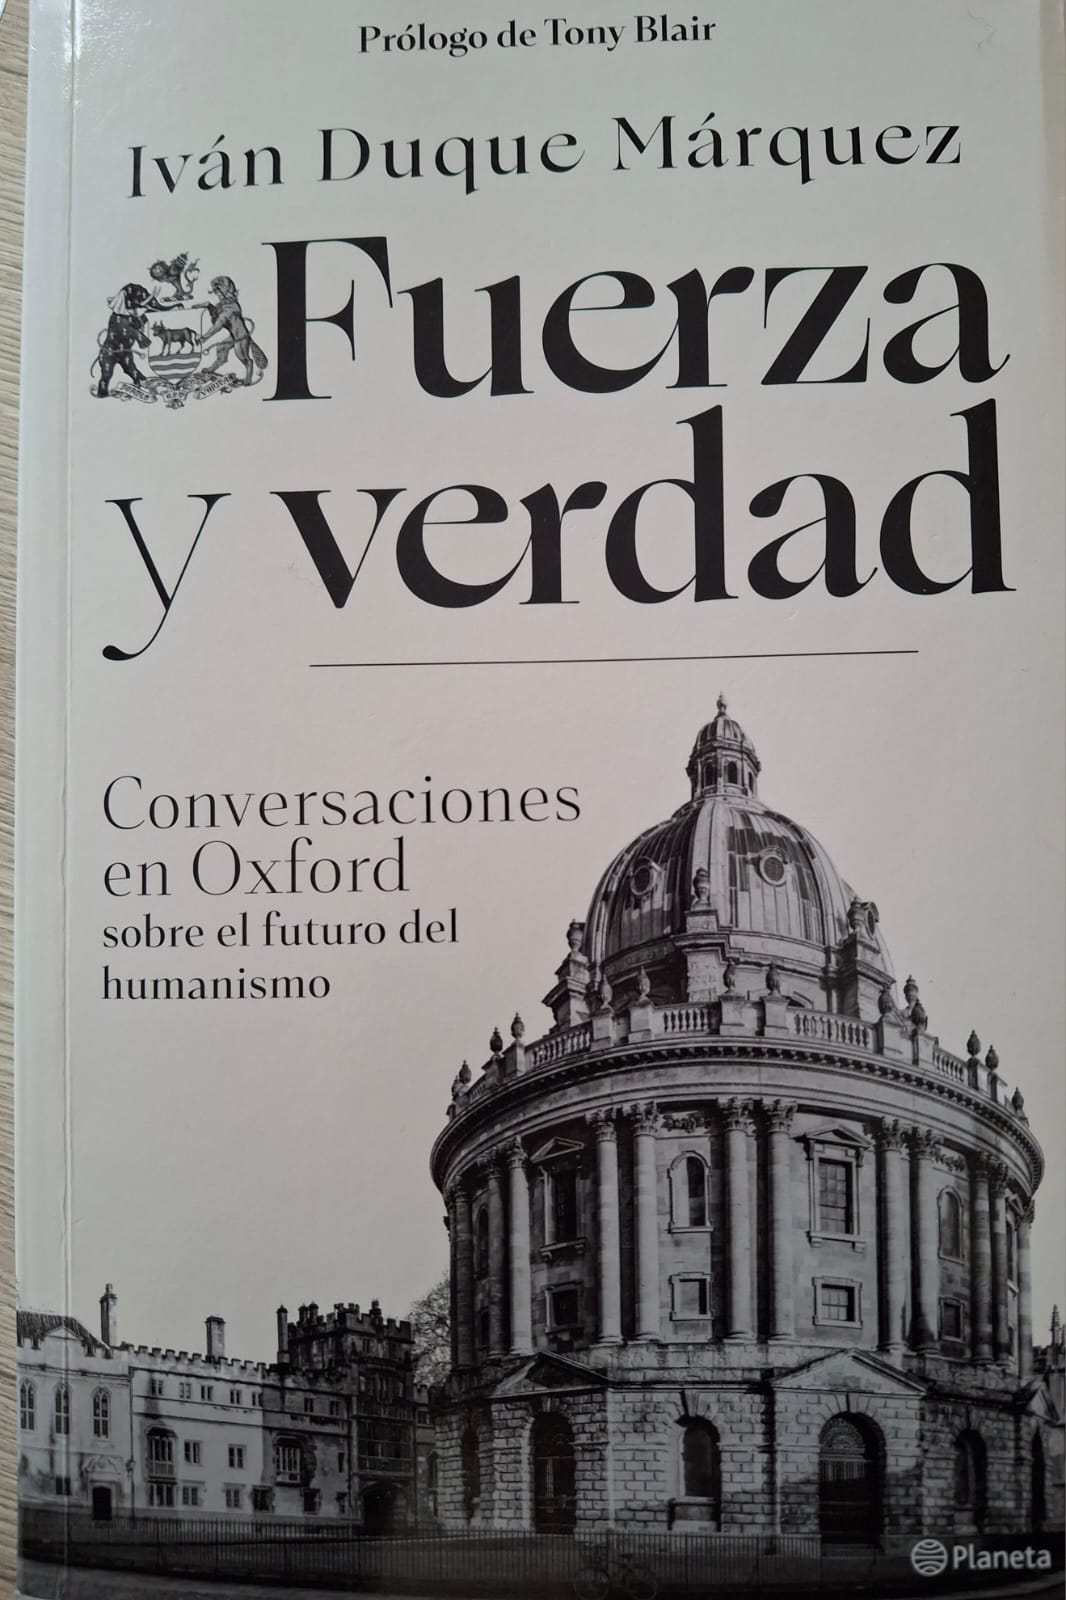 Prólogo de Tony Blair
Iván Duque Márquez
Fuerza
y verdad
Conversaciones
en Oxford
sobre el futuro del
humanismo
Planeta